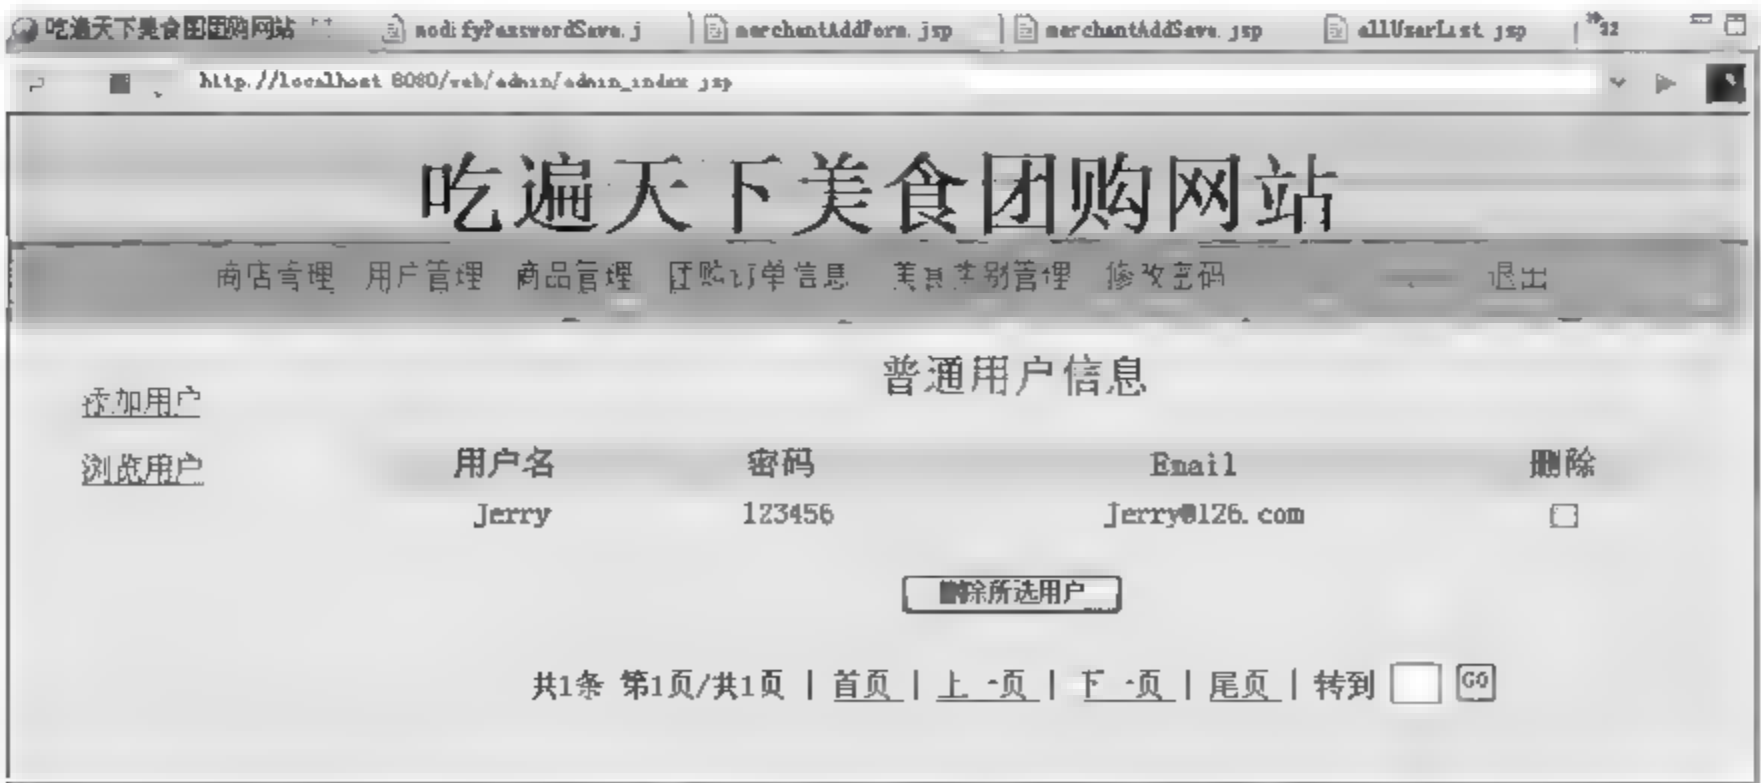 吃遍天下美食团购网站 modifyPasswordSave.j merchantAddForm.jsp merchantAddSave.jsp allUserList.jsp
http://localhost:8080/web/admin/admin_index.jsp
吃遍天下美食团购网站
商店管理 用户管理 商品管理 团购订单信息 美食类别管理 修改密码 退出
普通用户信息
添加用户
浏览用户
用户名 密码 Email 删除
Jerry 123456 Jerry@126.com
删除所选用户
共1条 第1页/共1页 | 首页 | 上一页 | 下一页 | 尾页 | 转到 GO